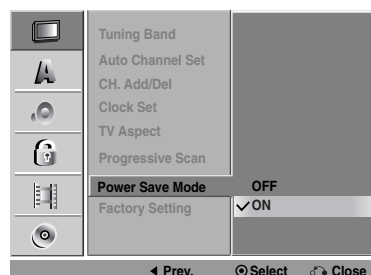 Tuning Band
Auto Channel Set
CH. Add/Del
Clock Set
TV Aspect
Progressive Scan
Power Save Mode OFF
Factory Setting ✓ON
◀ Prev. ⦿ Select Close